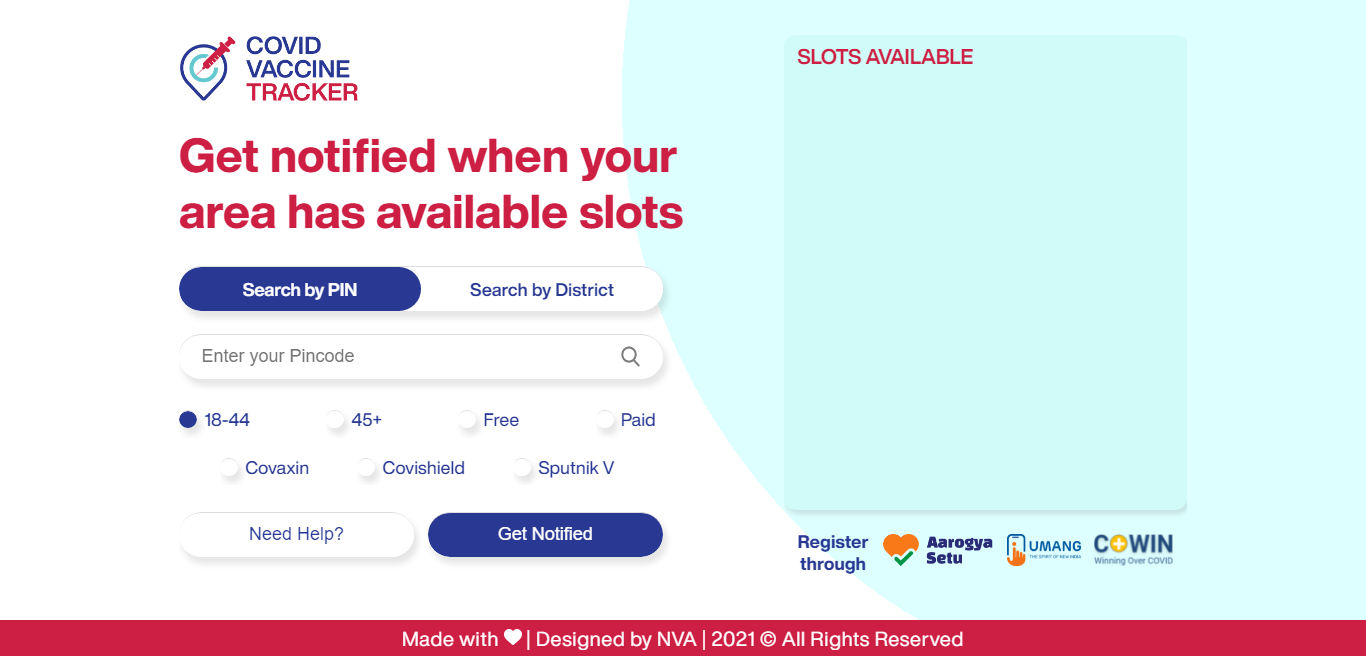 COVID
VACCINE
TRACKER
Get notified when your
area has available slots
Search by PIN
Search by District
Enter your Pincode
18-44
45+
Free
Paid
Covaxin
Covishield
Sputnik V
Need Help?
Get Notified
SLOTS AVAILABLE
Register
through
Aarogya
Setu
UMANG
THE SPIRIT OF NEW INDIA
COWIN
Winning Over COVID
Made with | Designed by NVA | 2021 © All Rights Reserved